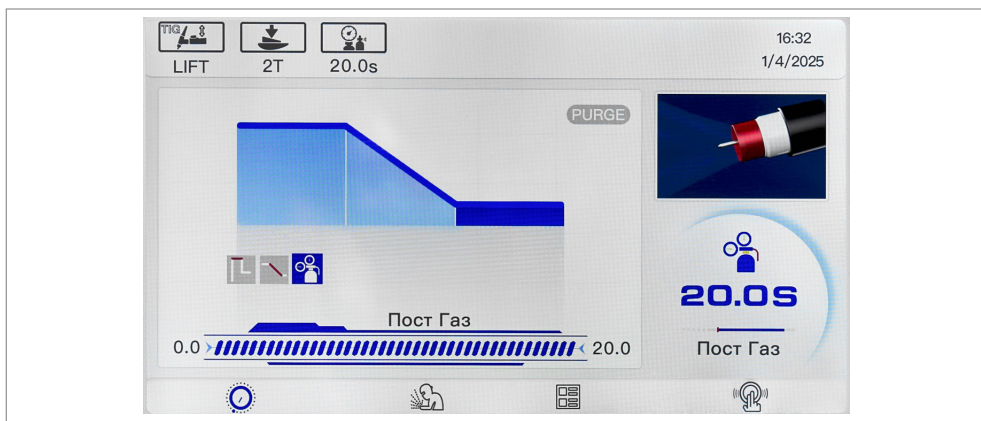 TIG
LIFT
2T
20.0s
16:32
1/4/2025
PURGE
20.0S
Пост Газ
0.0
20.0
Пост Газ